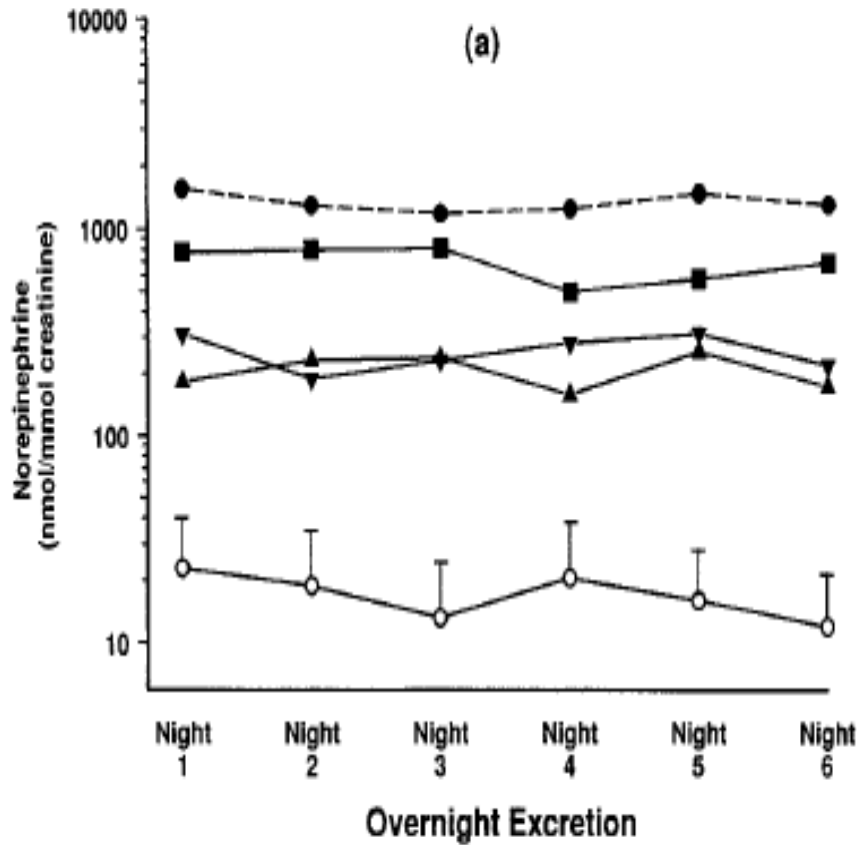 (a)
10000
1000
100
10
Norepinephrine
(nmol/mmol creatinine)
Night
1
Night
2
Night
3
Night
4
Night
5
Night
6
Overnight Excretion